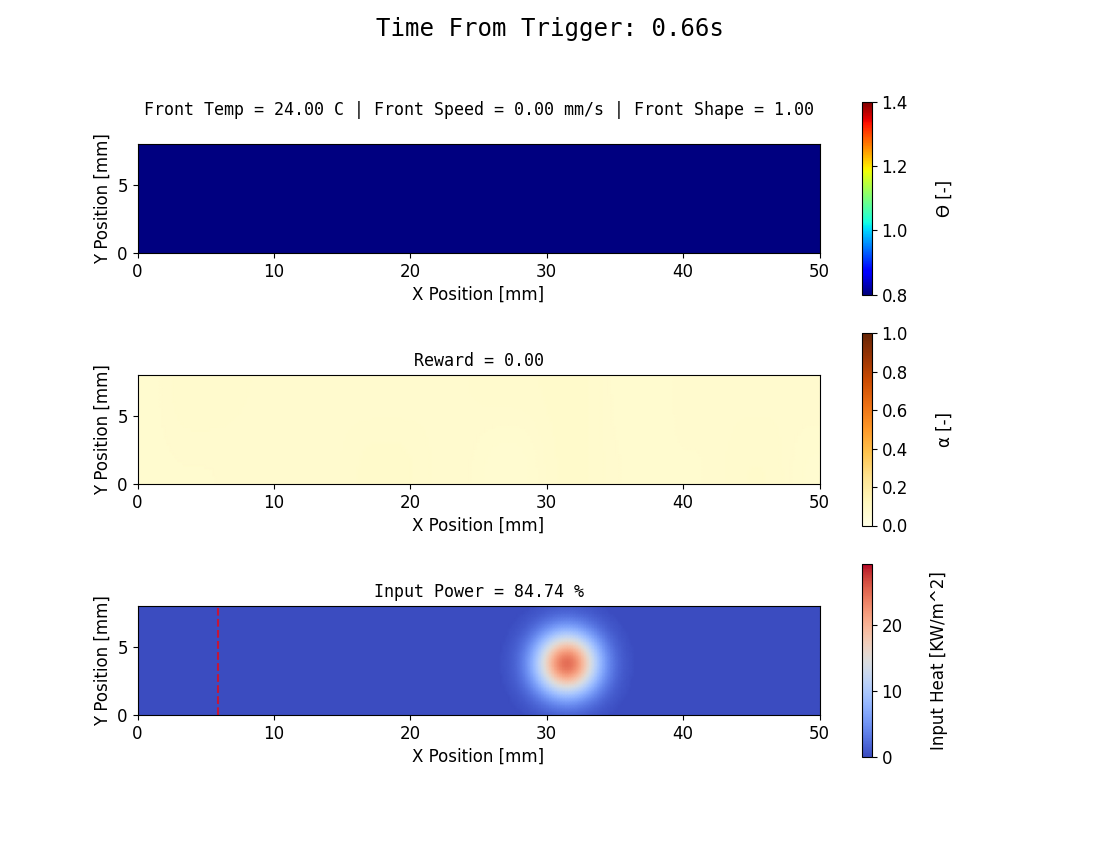 Time From Trigger: 0.66s
Front Temp = 24.00 C | Front Speed = 0.00 mm/s | Front Shape = 1.00
Y Position [mm]
5
0
0 10 20 30 40 50
X Position [mm]
1.4
1.2
1.0
0.8
Θ [-]
Reward = 0.00
Y Position [mm]
5
0
0 10 20 30 40 50
X Position [mm]
1.0
0.8
0.6
0.4
0.2
0.0
α [-]
Input Power = 84.74 %
Y Position [mm]
5
0
0 10 20 30 40 50
X Position [mm]
20
10
0
Input Heat [KW/m^2]